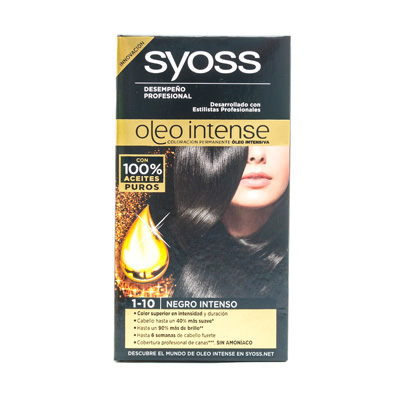 INNOVACIÓN
syoss
DESEMPEÑO
PROFESIONAL
Desarrollado con
Estilistas Profesionales
oleo intense
COLORACIÓN PERMANENTE ÓLEO INTENSIVA
CON
100%
ACEITES
PUROS
1-10 NEGRO INTENSO
• Color superior en intensidad y duración
• Cabello hasta un 40% más suave*
• Hasta un 90% más de brillo**
• Hasta 6 semanas de cabello fuerte
• Cobertura profesional de canas*** SIN AMONÍACO
DESCUBRE EL MUNDO DE OLEO INTENSE EN SYOSS.NET